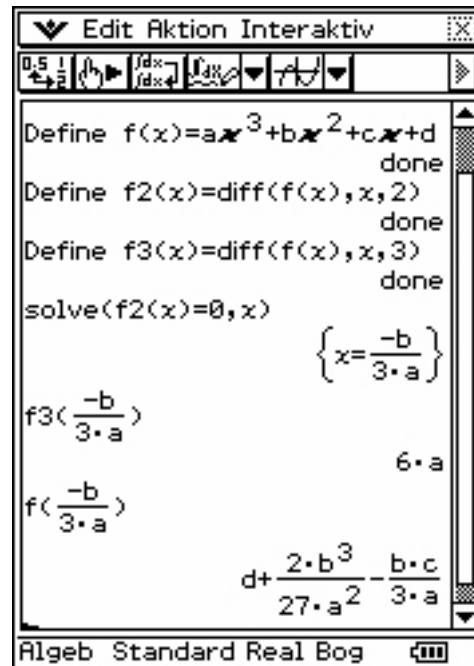 Edit Aktion Interaktiv
Define f(x)=ax^3+bx^2+cx+d
done
Define f2(x)=diff(f(x),x,2)
done
Define f3(x)=diff(f(x),x,3)
done
solve(f2(x)=0,x)
{x=-b/(3·a)}
f3(-b/(3·a))
6·a
f(-b/(3·a))
d+2·b^3/(27·a^2)-b·c/(3·a)
Algeb Standard Real Bog